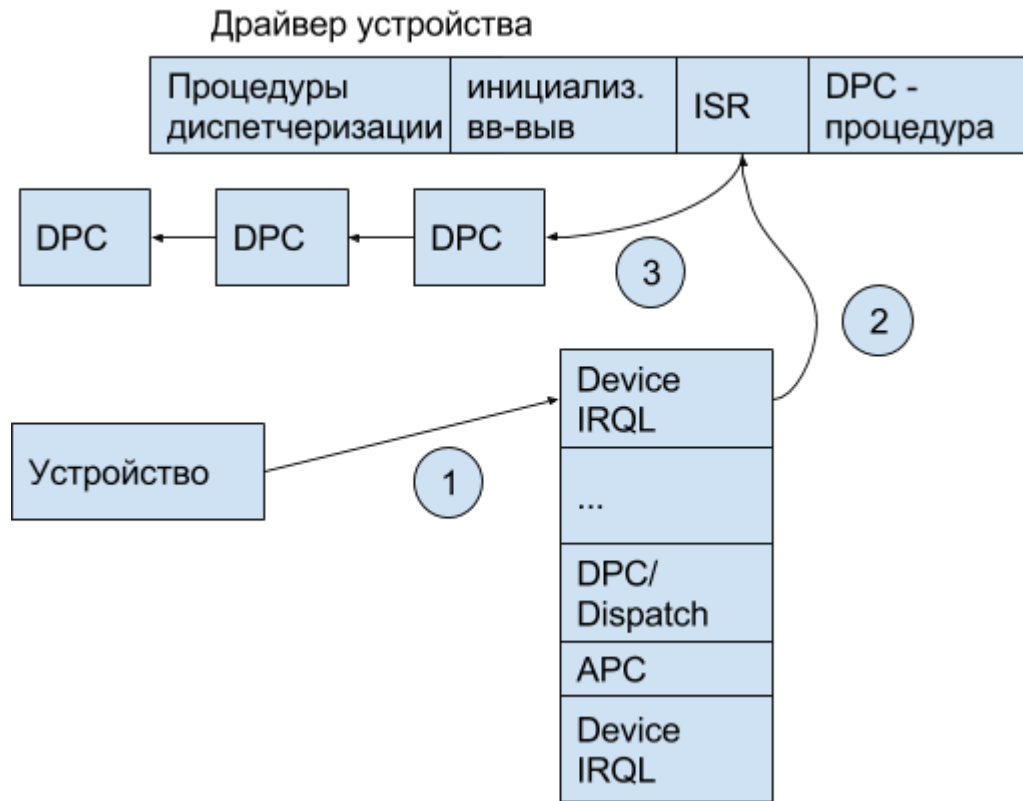 Драйвер устройства
Процедуры
диспетчеризации
инициализ.
вв-выв
ISR
DPC -
процедура
DPC
DPC
DPC
3
2
Device
IRQL
Устройство
1
...
DPC/
Dispatch
APC
Device
IRQL